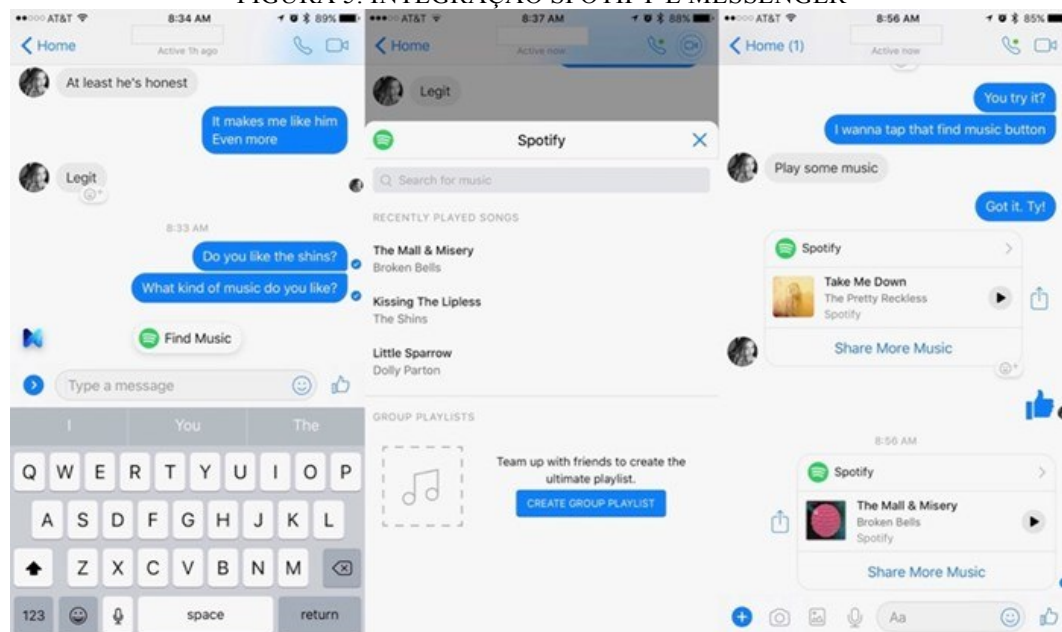 FIGURA 5: INTEGRAÇÃO SPOTIFY E MESSENGER
AT&T 8:34 AM 89%
Home
Active 1h ago
At least he's honest
It makes me like him
Even more
Legit
8:33 AM
Do you like the shins?
What kind of music do you like?
Find Music
Type a message
I You The
Q W E R T Y U I O P
A S D F G H J K L
Z X C V B N M
123 space return
AT&T 8:37 AM 88%
Home
Active now
Legit
Spotify
Search for music
RECENTLY PLAYED SONGS
The Mall & Misery
Broken Bells
Kissing The Lipless
The Shins
Little Sparrow
Dolly Parton
GROUP PLAYLISTS
Team up with friends to create the
ultimate playlist.
CREATE GROUP PLAYLIST
AT&T 8:56 AM 85%
Home (1)
Active now
You try it?
I wanna tap that find music button
Play some music
Got it. Ty!
Spotify
Take Me Down
The Pretty Reckless
Spotify
Share More Music
8:56 AM
Spotify
The Mall & Misery
Broken Bells
Spotify
Share More Music
Aa